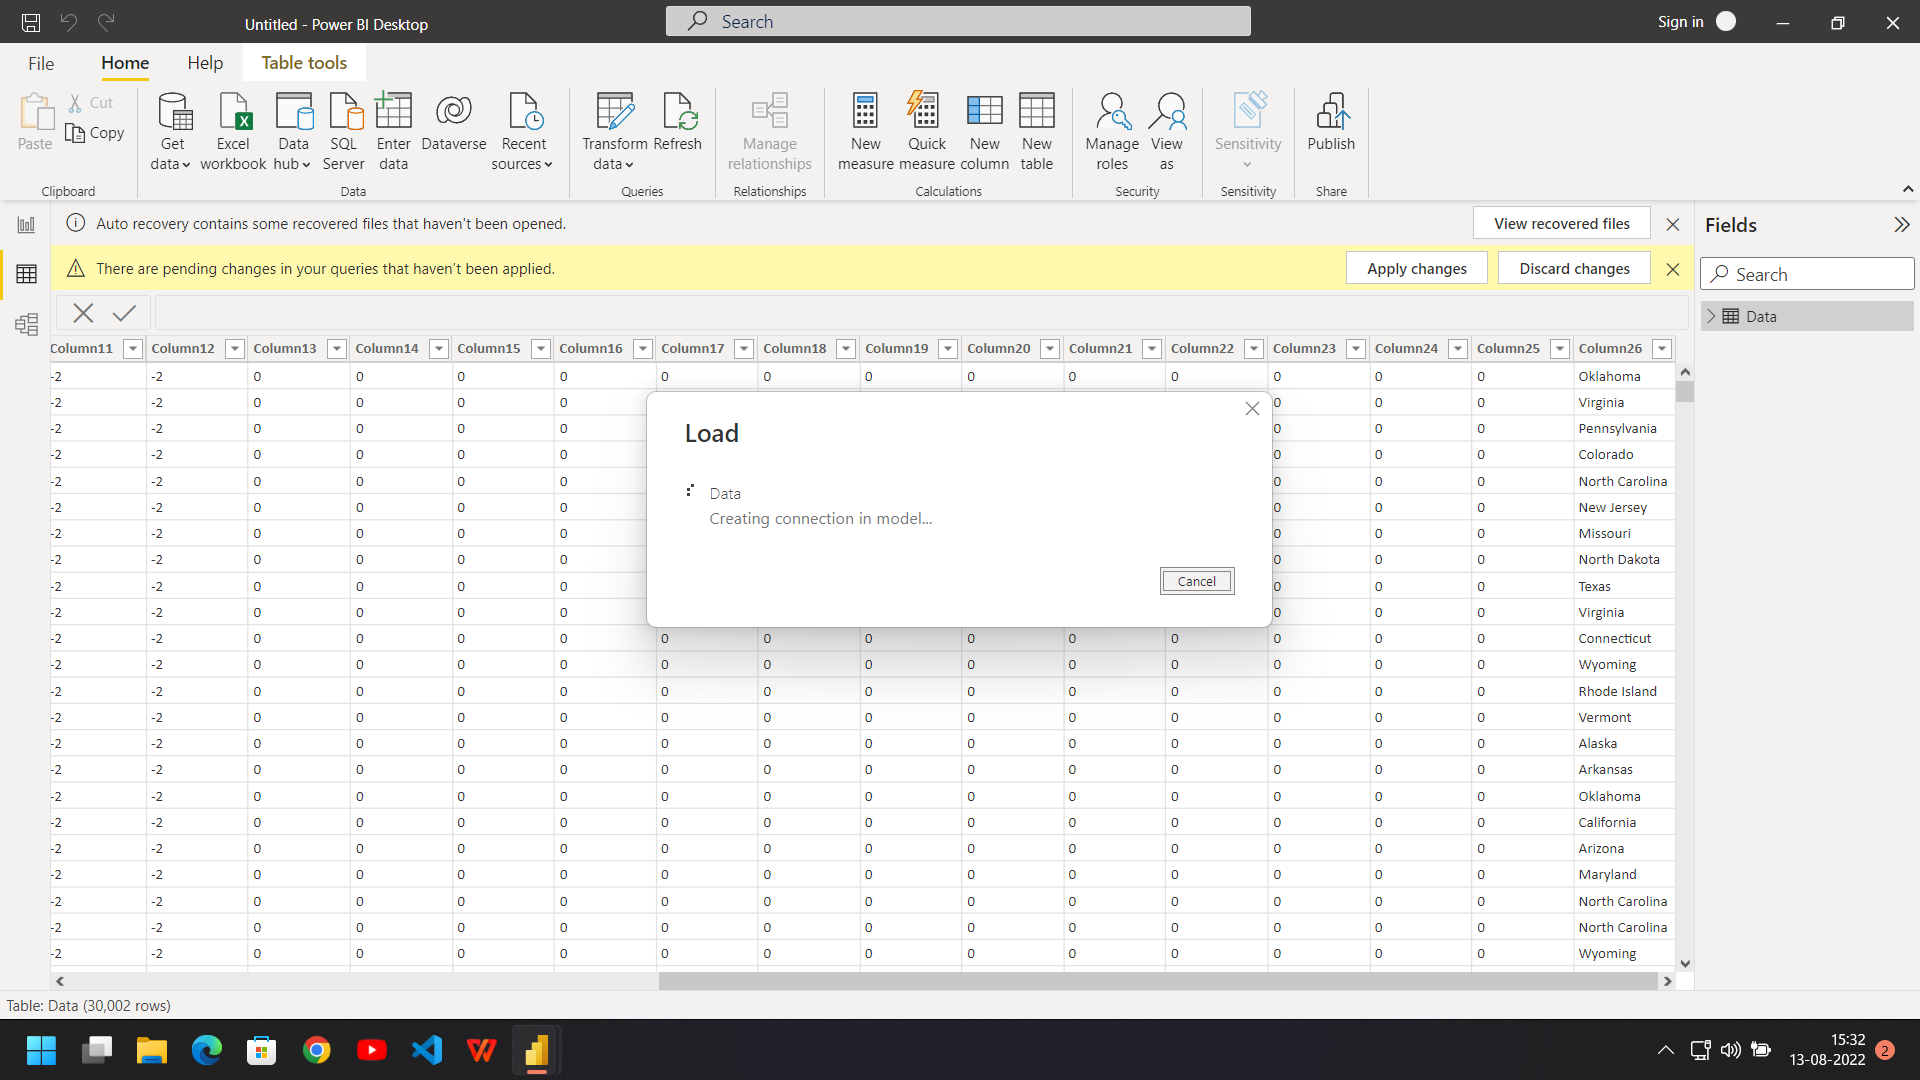 Untitled - Power BI Desktop
Search
Sign in
File Home Help Table tools
Paste
Cut
Copy
Clipboard
Get data
Excel workbook
Data hub
SQL Server
Enter data
Dataverse
Recent sources
Data
Transform data
Refresh
Queries
Manage relationships
Relationships
New measure
Quick measure
New column
New table
Calculations
Manage roles
View as
Security
Sensitivity
Sensitivity
Publish
Share
Auto recovery contains some recovered files that haven't been opened.
View recovered files
There are pending changes in your queries that haven't been applied.
Apply changes
Discard changes
Fields
Search
Data
Column11 Column12 Column13 Column14 Column15 Column16 Column17 Column18 Column19 Column20 Column21 Column22 Column23 Column24 Column25 Column26
-2 -2 0 0 0 0 0 0 0 0 0 0 0 0 0 Oklahoma
-2 -2 0 0 0 0 0 0 0 Virginia
-2 -2 0 0 0 0 0 0 0 Pennsylvania
-2 -2 0 0 0 0 0 0 0 Colorado
-2 -2 0 0 0 0 0 0 0 North Carolina
-2 -2 0 0 0 0 0 0 0 New Jersey
-2 -2 0 0 0 0 0 0 0 Missouri
-2 -2 0 0 0 0 0 0 0 North Dakota
-2 -2 0 0 0 0 0 0 0 Texas
-2 -2 0 0 0 0 0 0 0 Virginia
Load
Data
Creating connection in model...
Cancel
-2 -2 0 0 0 0 0 0 0 0 0 0 0 0 0 Connecticut
-2 -2 0 0 0 0 0 0 0 0 0 0 0 0 0 Wyoming
-2 -2 0 0 0 0 0 0 0 0 0 0 0 0 0 Rhode Island
-2 -2 0 0 0 0 0 0 0 0 0 0 0 0 0 Vermont
-2 -2 0 0 0 0 0 0 0 0 0 0 0 0 0 Alaska
-2 -2 0 0 0 0 0 0 0 0 0 0 0 0 0 Arkansas
-2 -2 0 0 0 0 0 0 0 0 0 0 0 0 0 Oklahoma
-2 -2 0 0 0 0 0 0 0 0 0 0 0 0 0 California
-2 -2 0 0 0 0 0 0 0 0 0 0 0 0 0 Arizona
-2 -2 0 0 0 0 0 0 0 0 0 0 0 0 0 Maryland
-2 -2 0 0 0 0 0 0 0 0 0 0 0 0 0 North Carolina
-2 -2 0 0 0 0 0 0 0 0 0 0 0 0 0 North Carolina
-2 -2 0 0 0 0 0 0 0 0 0 0 0 0 0 Wyoming
Table: Data (30,002 rows)
15:32
13-08-2022
2